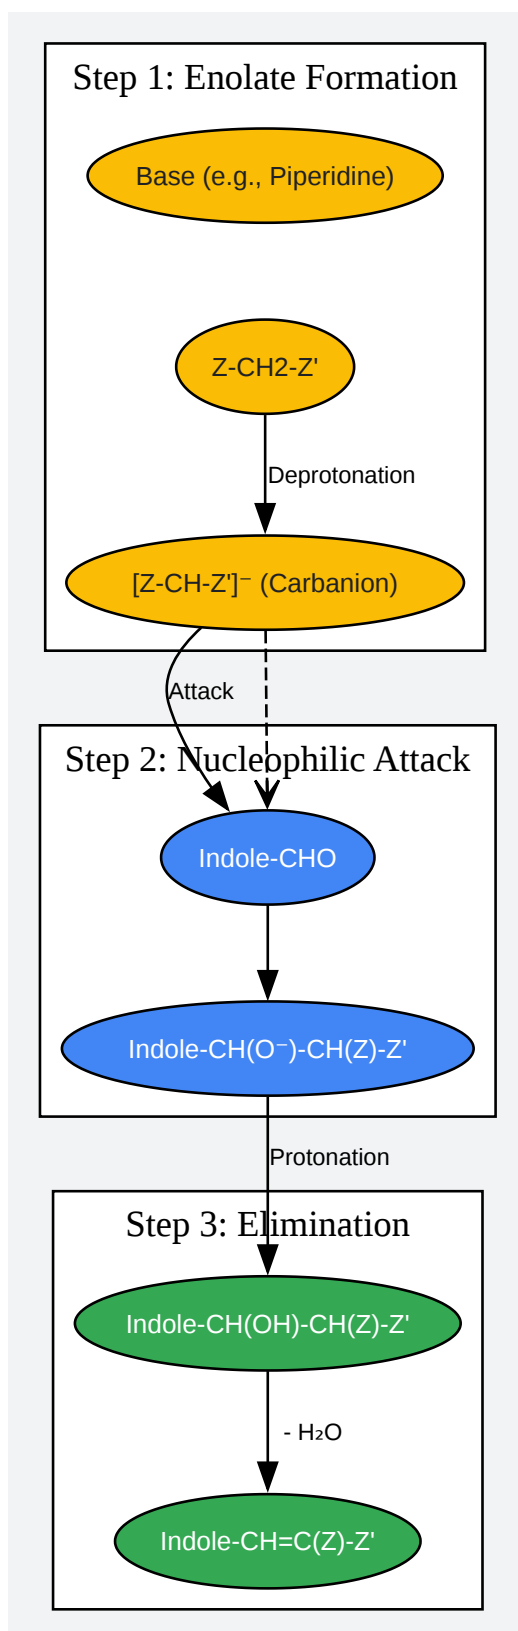 Step 1: Enolate Formation
Base (e.g., Piperidine)
Z-CH2-Z'
Deprotonation
[Z-CH-Z']⁻ (Carbanion)
Attack
Step 2: Nucleophilic Attack
Indole-CHO
Indole-CH(O⁻)-CH(Z)-Z'
Protonation
Step 3: Elimination
Indole-CH(OH)-CH(Z)-Z'
- H₂O
Indole-CH=C(Z)-Z'